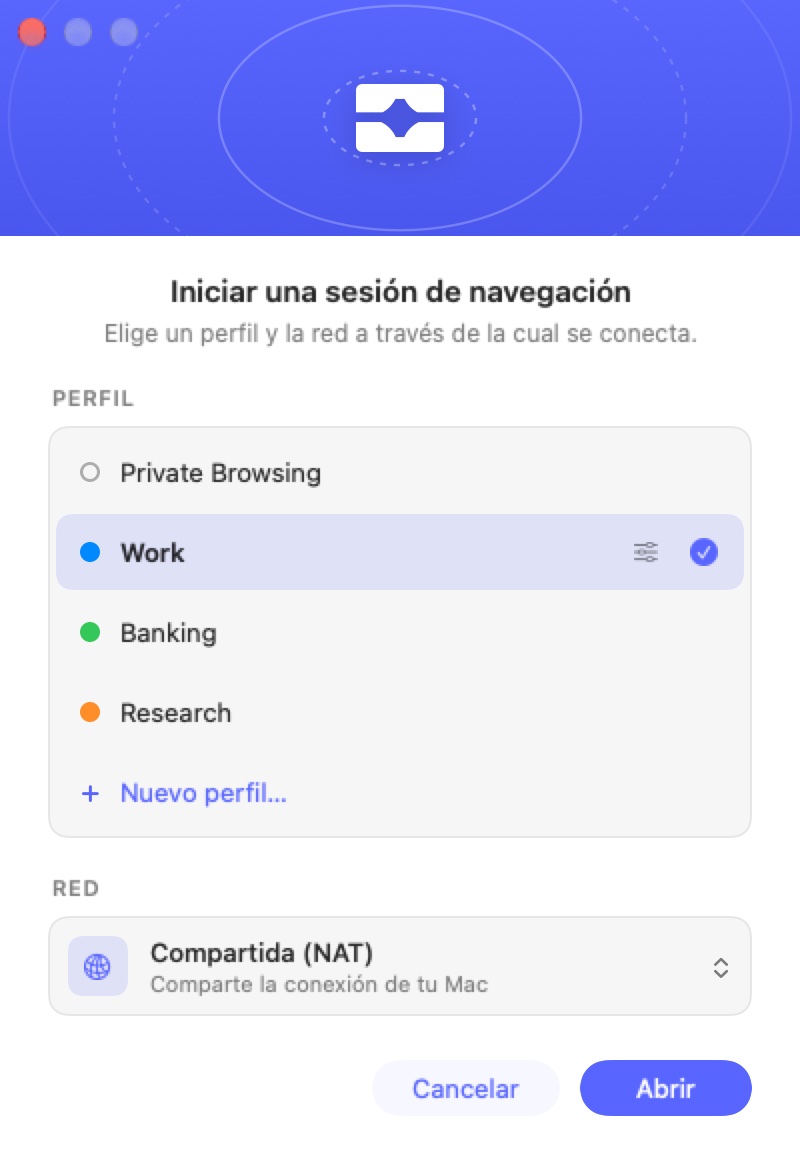 Iniciar una sesión de navegación
Elige un perfil y la red a través de la cual se conecta.
PERFIL
Private Browsing
Work
Banking
Research
+ Nuevo perfil...
RED
Compartida (NAT)
Comparte la conexión de tu Mac
Cancelar
Abrir